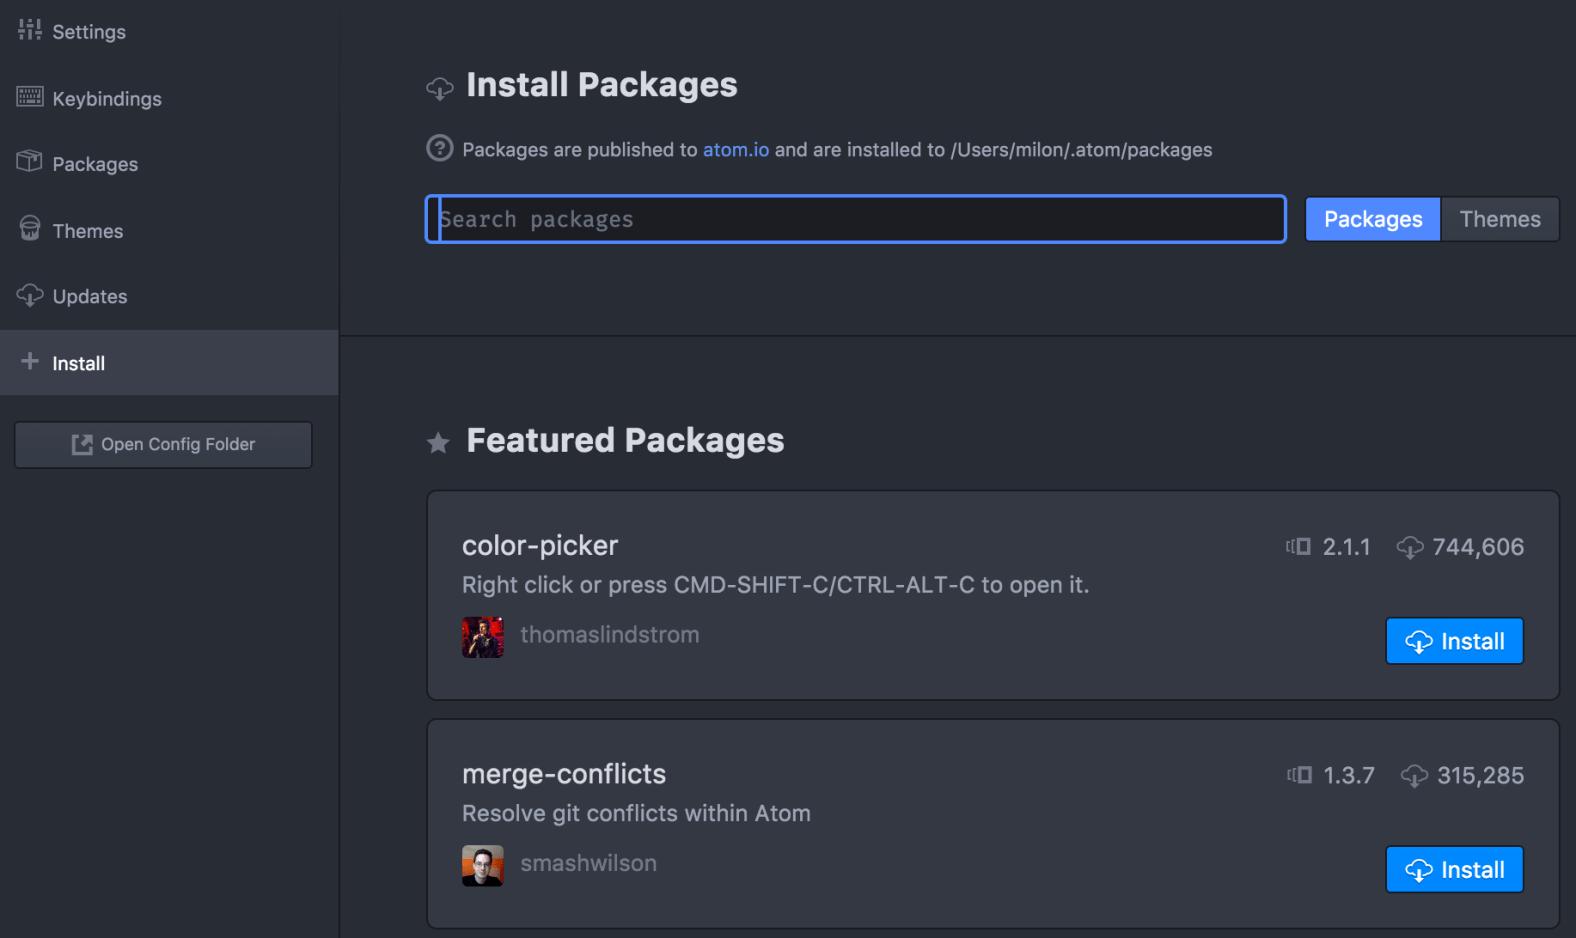 Settings
Keybindings
Packages
Themes
Updates
Install
Open Config Folder
Install Packages
Packages are published to atom.io and are installed to /Users/milon/.atom/packages
Search packages
Packages
Themes
Featured Packages
color-picker
2.1.1
744,606
Right click or press CMD-SHIFT-C/CTRL-ALT-C to open it.
thomaslindstrom
Install
merge-conflicts
1.3.7
315,285
Resolve git conflicts within Atom
smashwilson
Install